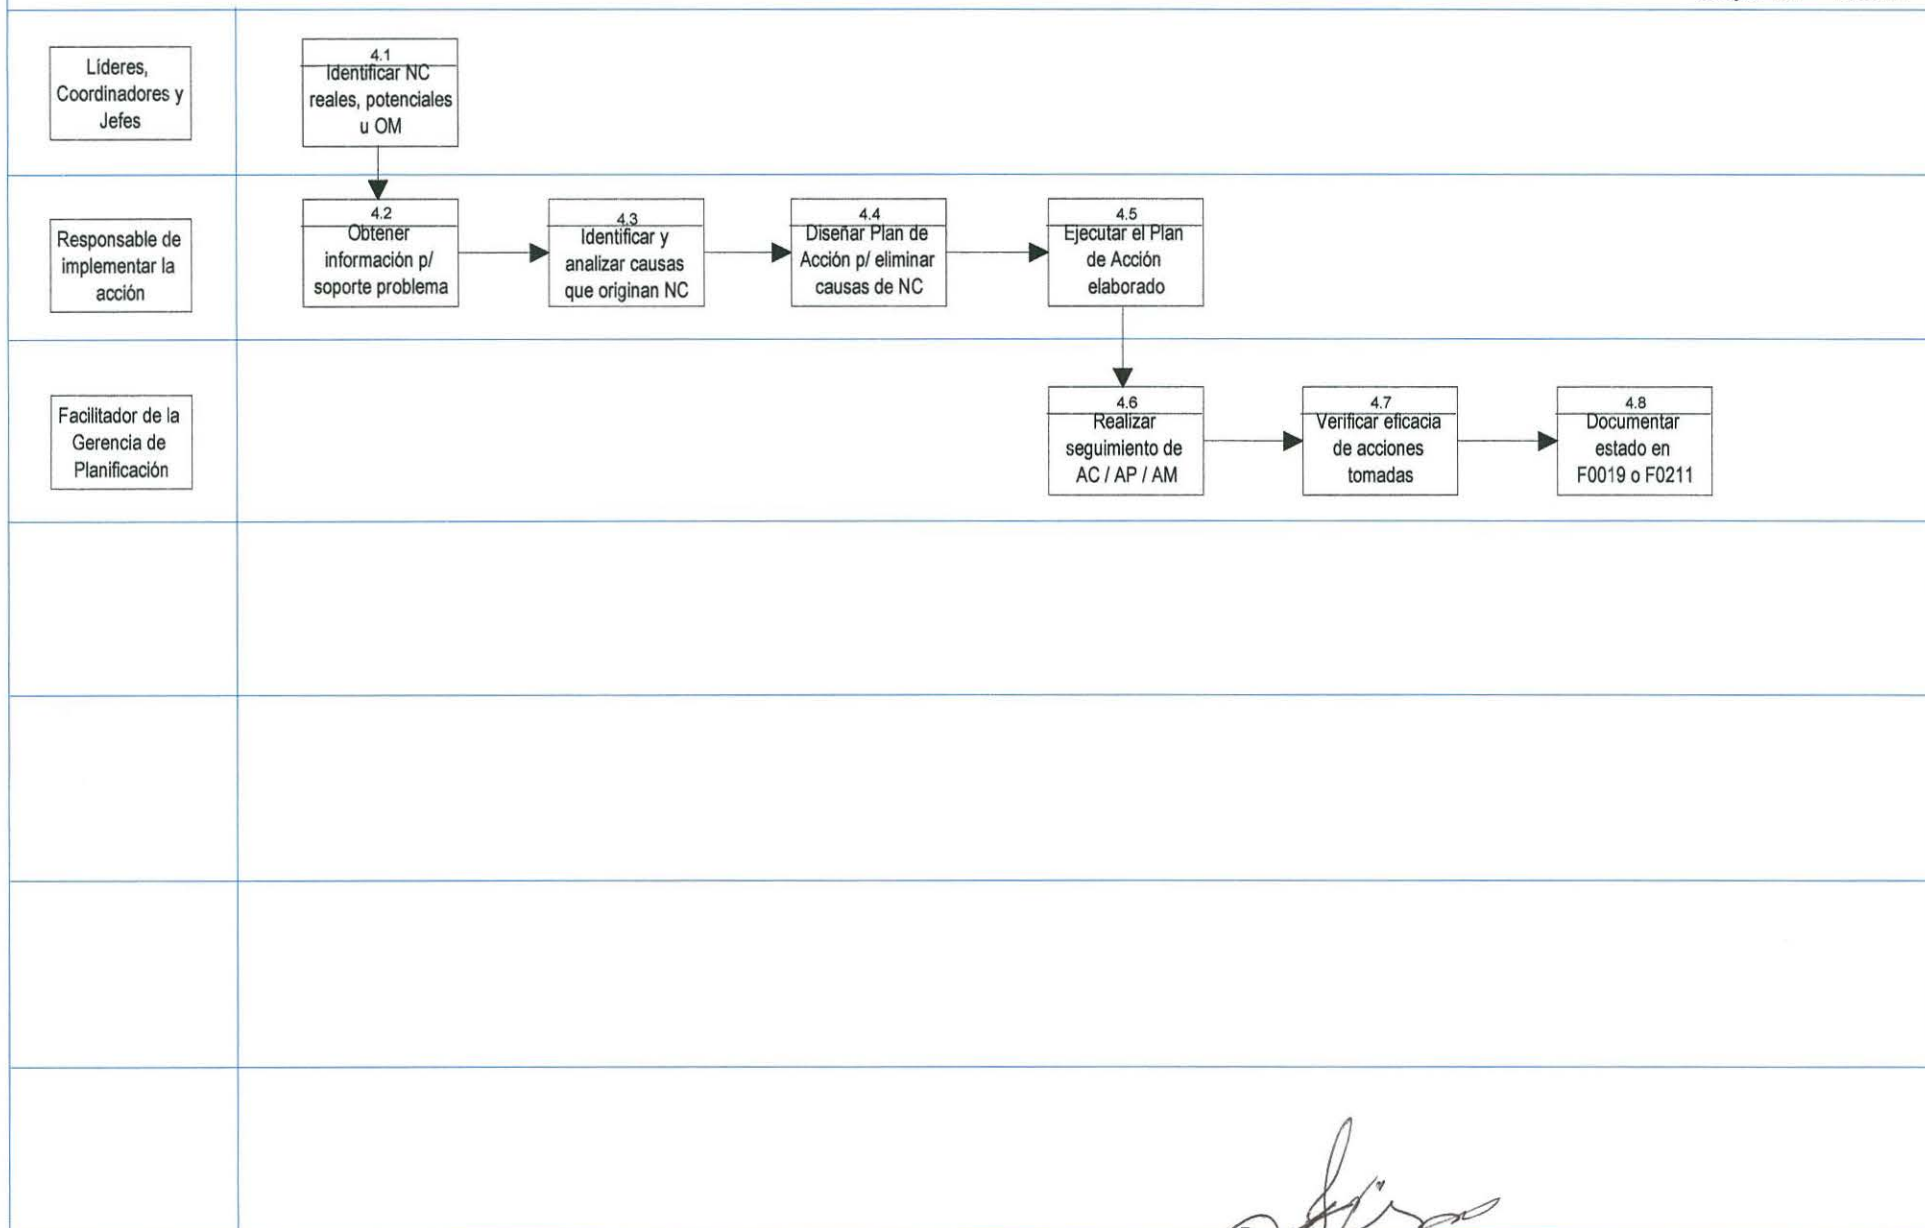 Líderes,
Coordinadores y
Jefes
4.1
Identificar NC
reales, potenciales
u OM
Responsable de
implementar la
acción
4.2
Obtener
información p/
soporte problema
4.3
Identificar y
analizar causas
que originan NC
4.4
Diseñar Plan de
Acción p/ eliminar
causas de NC
4.5
Ejecutar el Plan
de Acción
elaborado
Facilitador de la
Gerencia de
Planificación
4.6
Realizar
seguimiento de
AC / AP / AM
4.7
Verificar eficacia
de acciones
tomadas
4.8
Documentar
estado en
F0019 o F0211